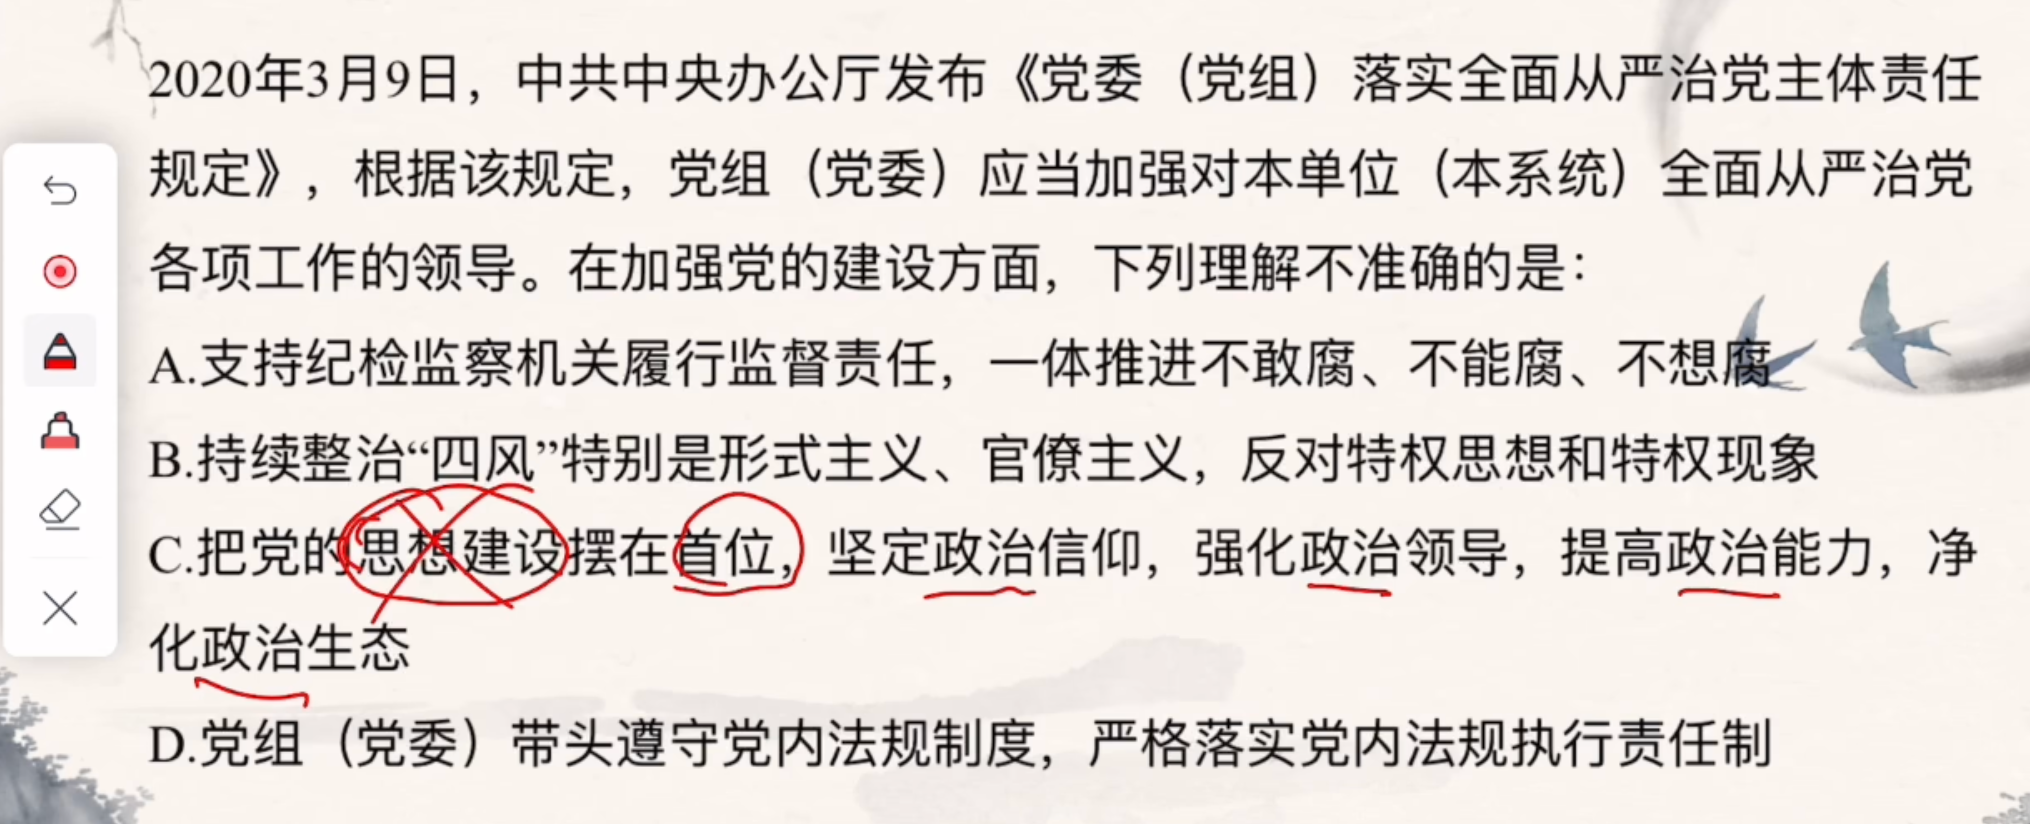 2020年3月9日，中共中央办公厅发布《党委（党组）落实全面从严治党主体责任
规定》，根据该规定，党组（党委）应当加强对本单位（本系统）全面从严治党
各项工作的领导。在加强党的建设方面，下列理解不准确的是：
A.支持纪检监察机关履行监督责任，一体推进不敢腐、不能腐、不想腐
B.持续整治“四风”特别是形式主义、官僚主义，反对特权思想和特权现象
C.把党的思想建设摆在首位，坚定政治信仰，强化政治领导，提高政治能力，净
化政治生态
D.党组（党委）带头遵守党内法规制度，严格落实党内法规执行责任制